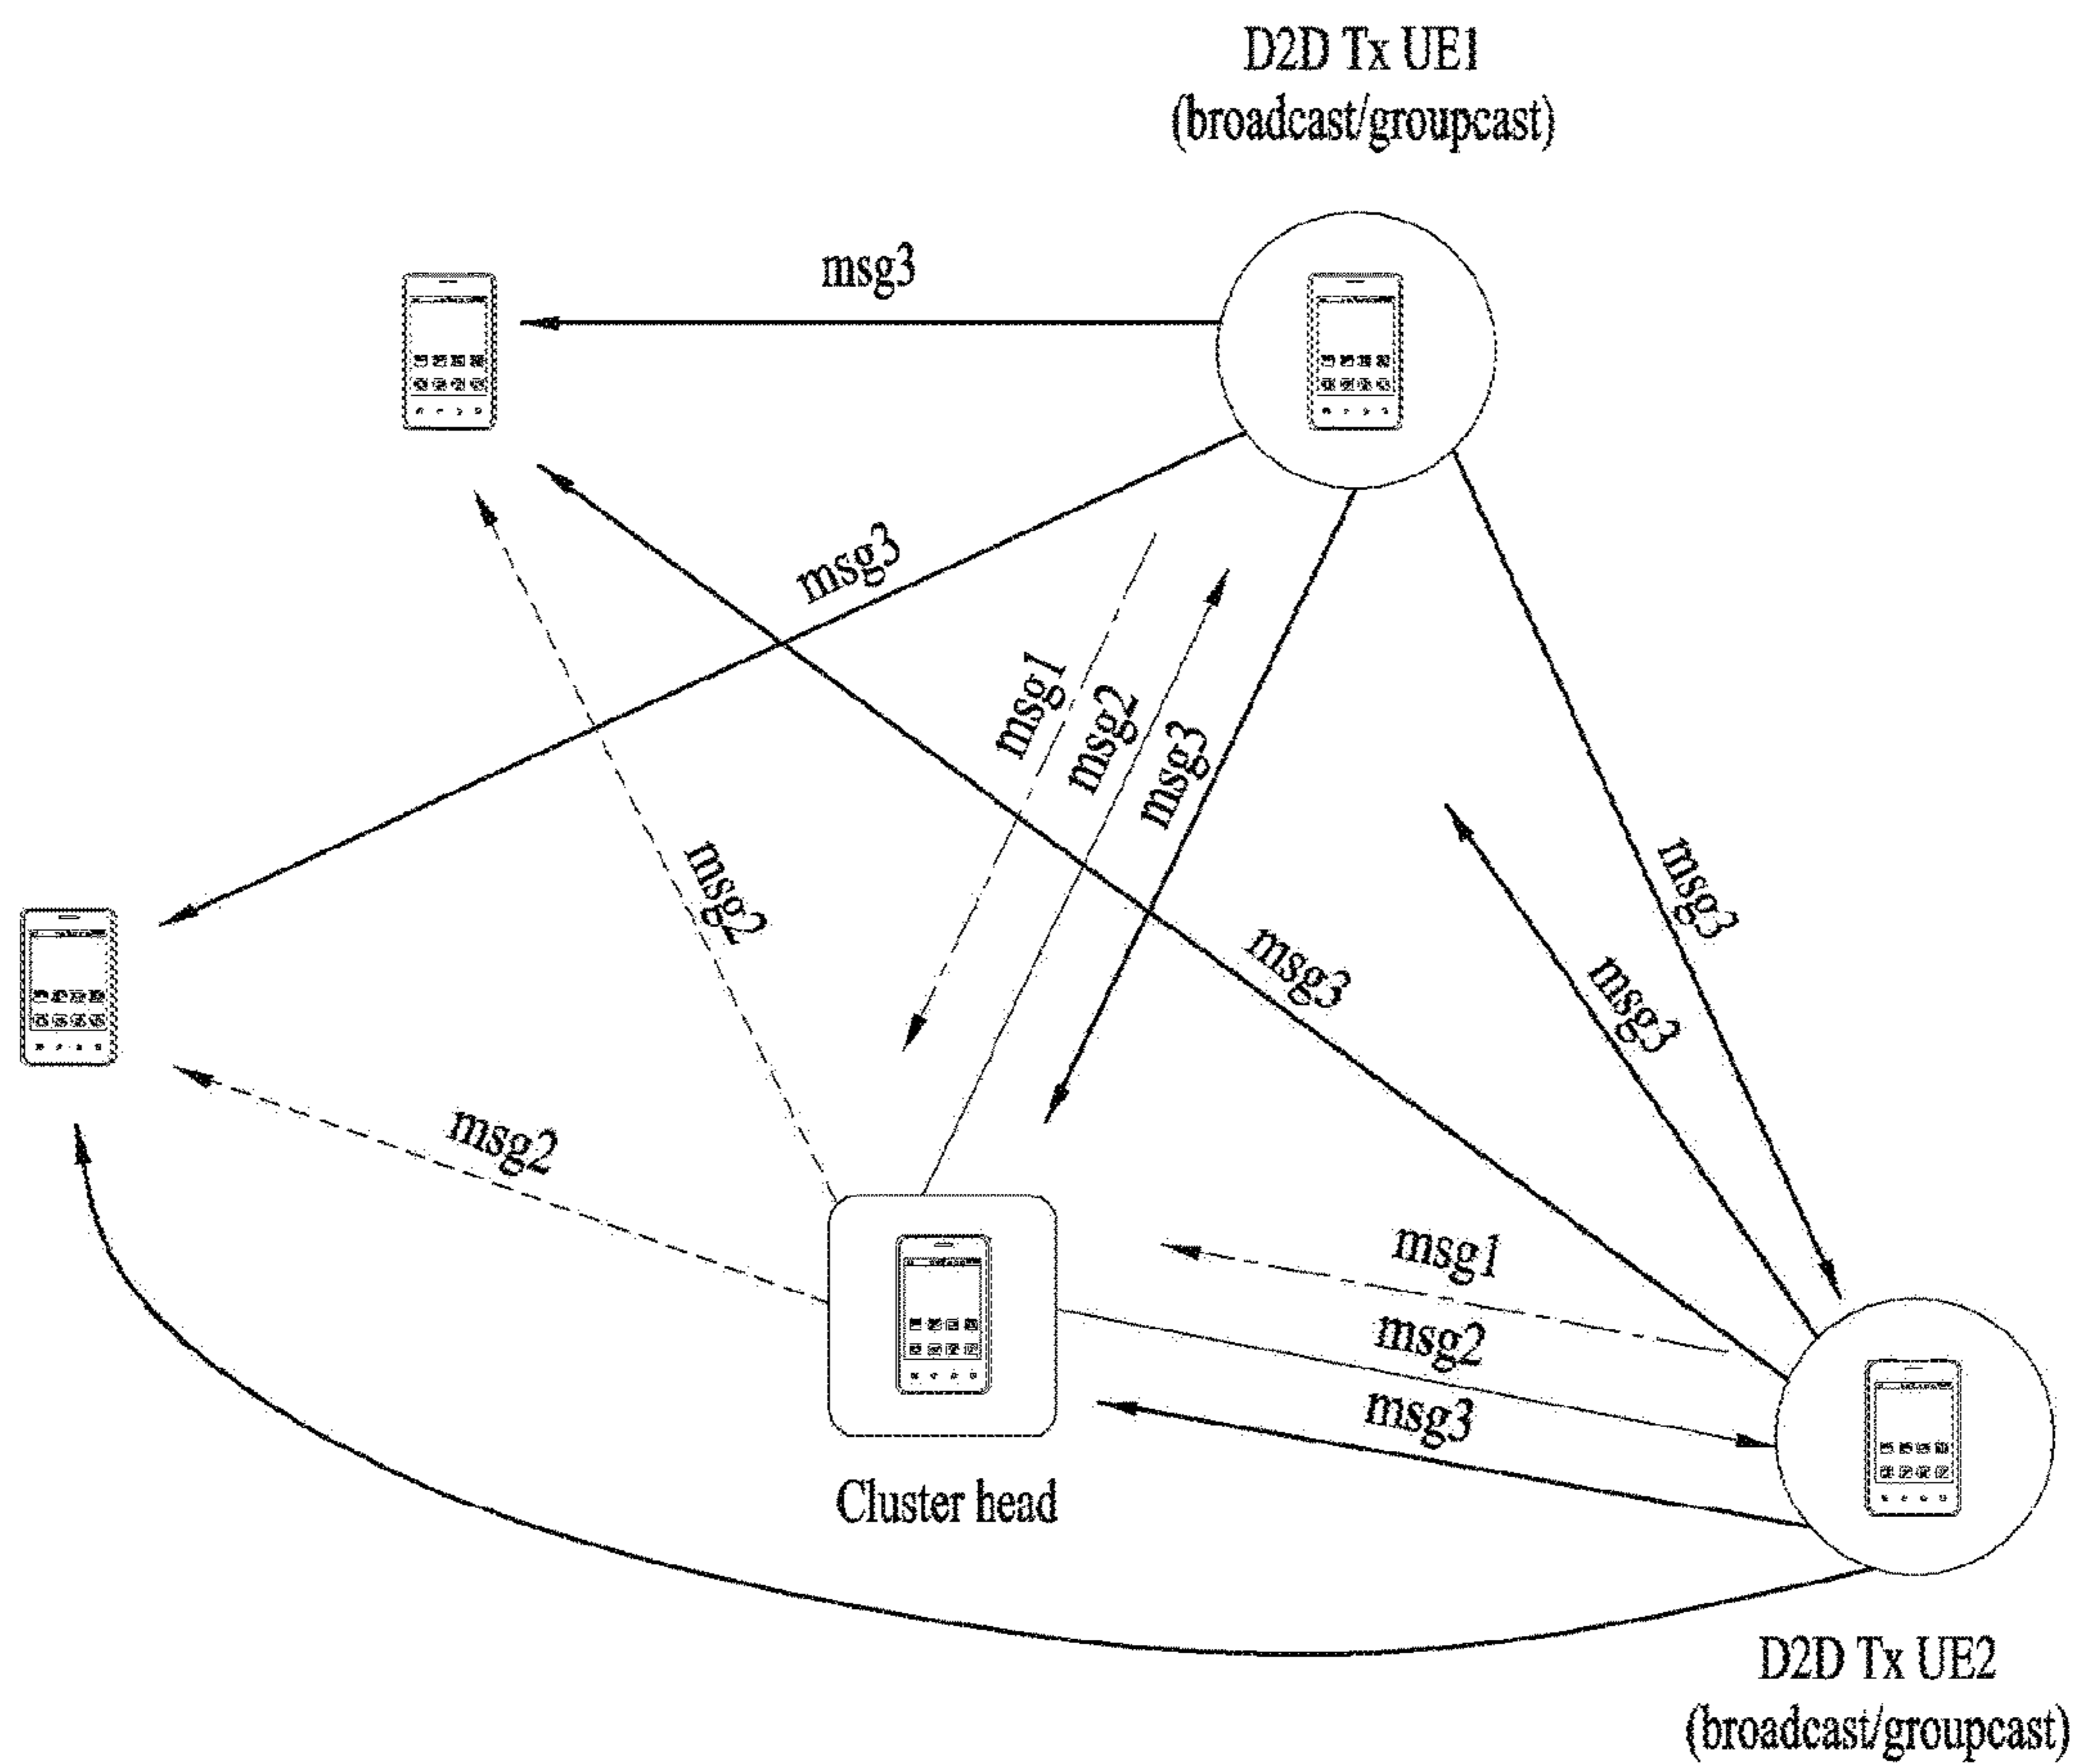 D2D Tx UE1
(broadcast/groupcast)
msg3
msg3
msg1
msg2
msg3
msg2
msg3
msg3
msg3
msg2
msg1
msg2
msg3
Cluster head
D2D Tx UE2
(broadcast/groupcast)